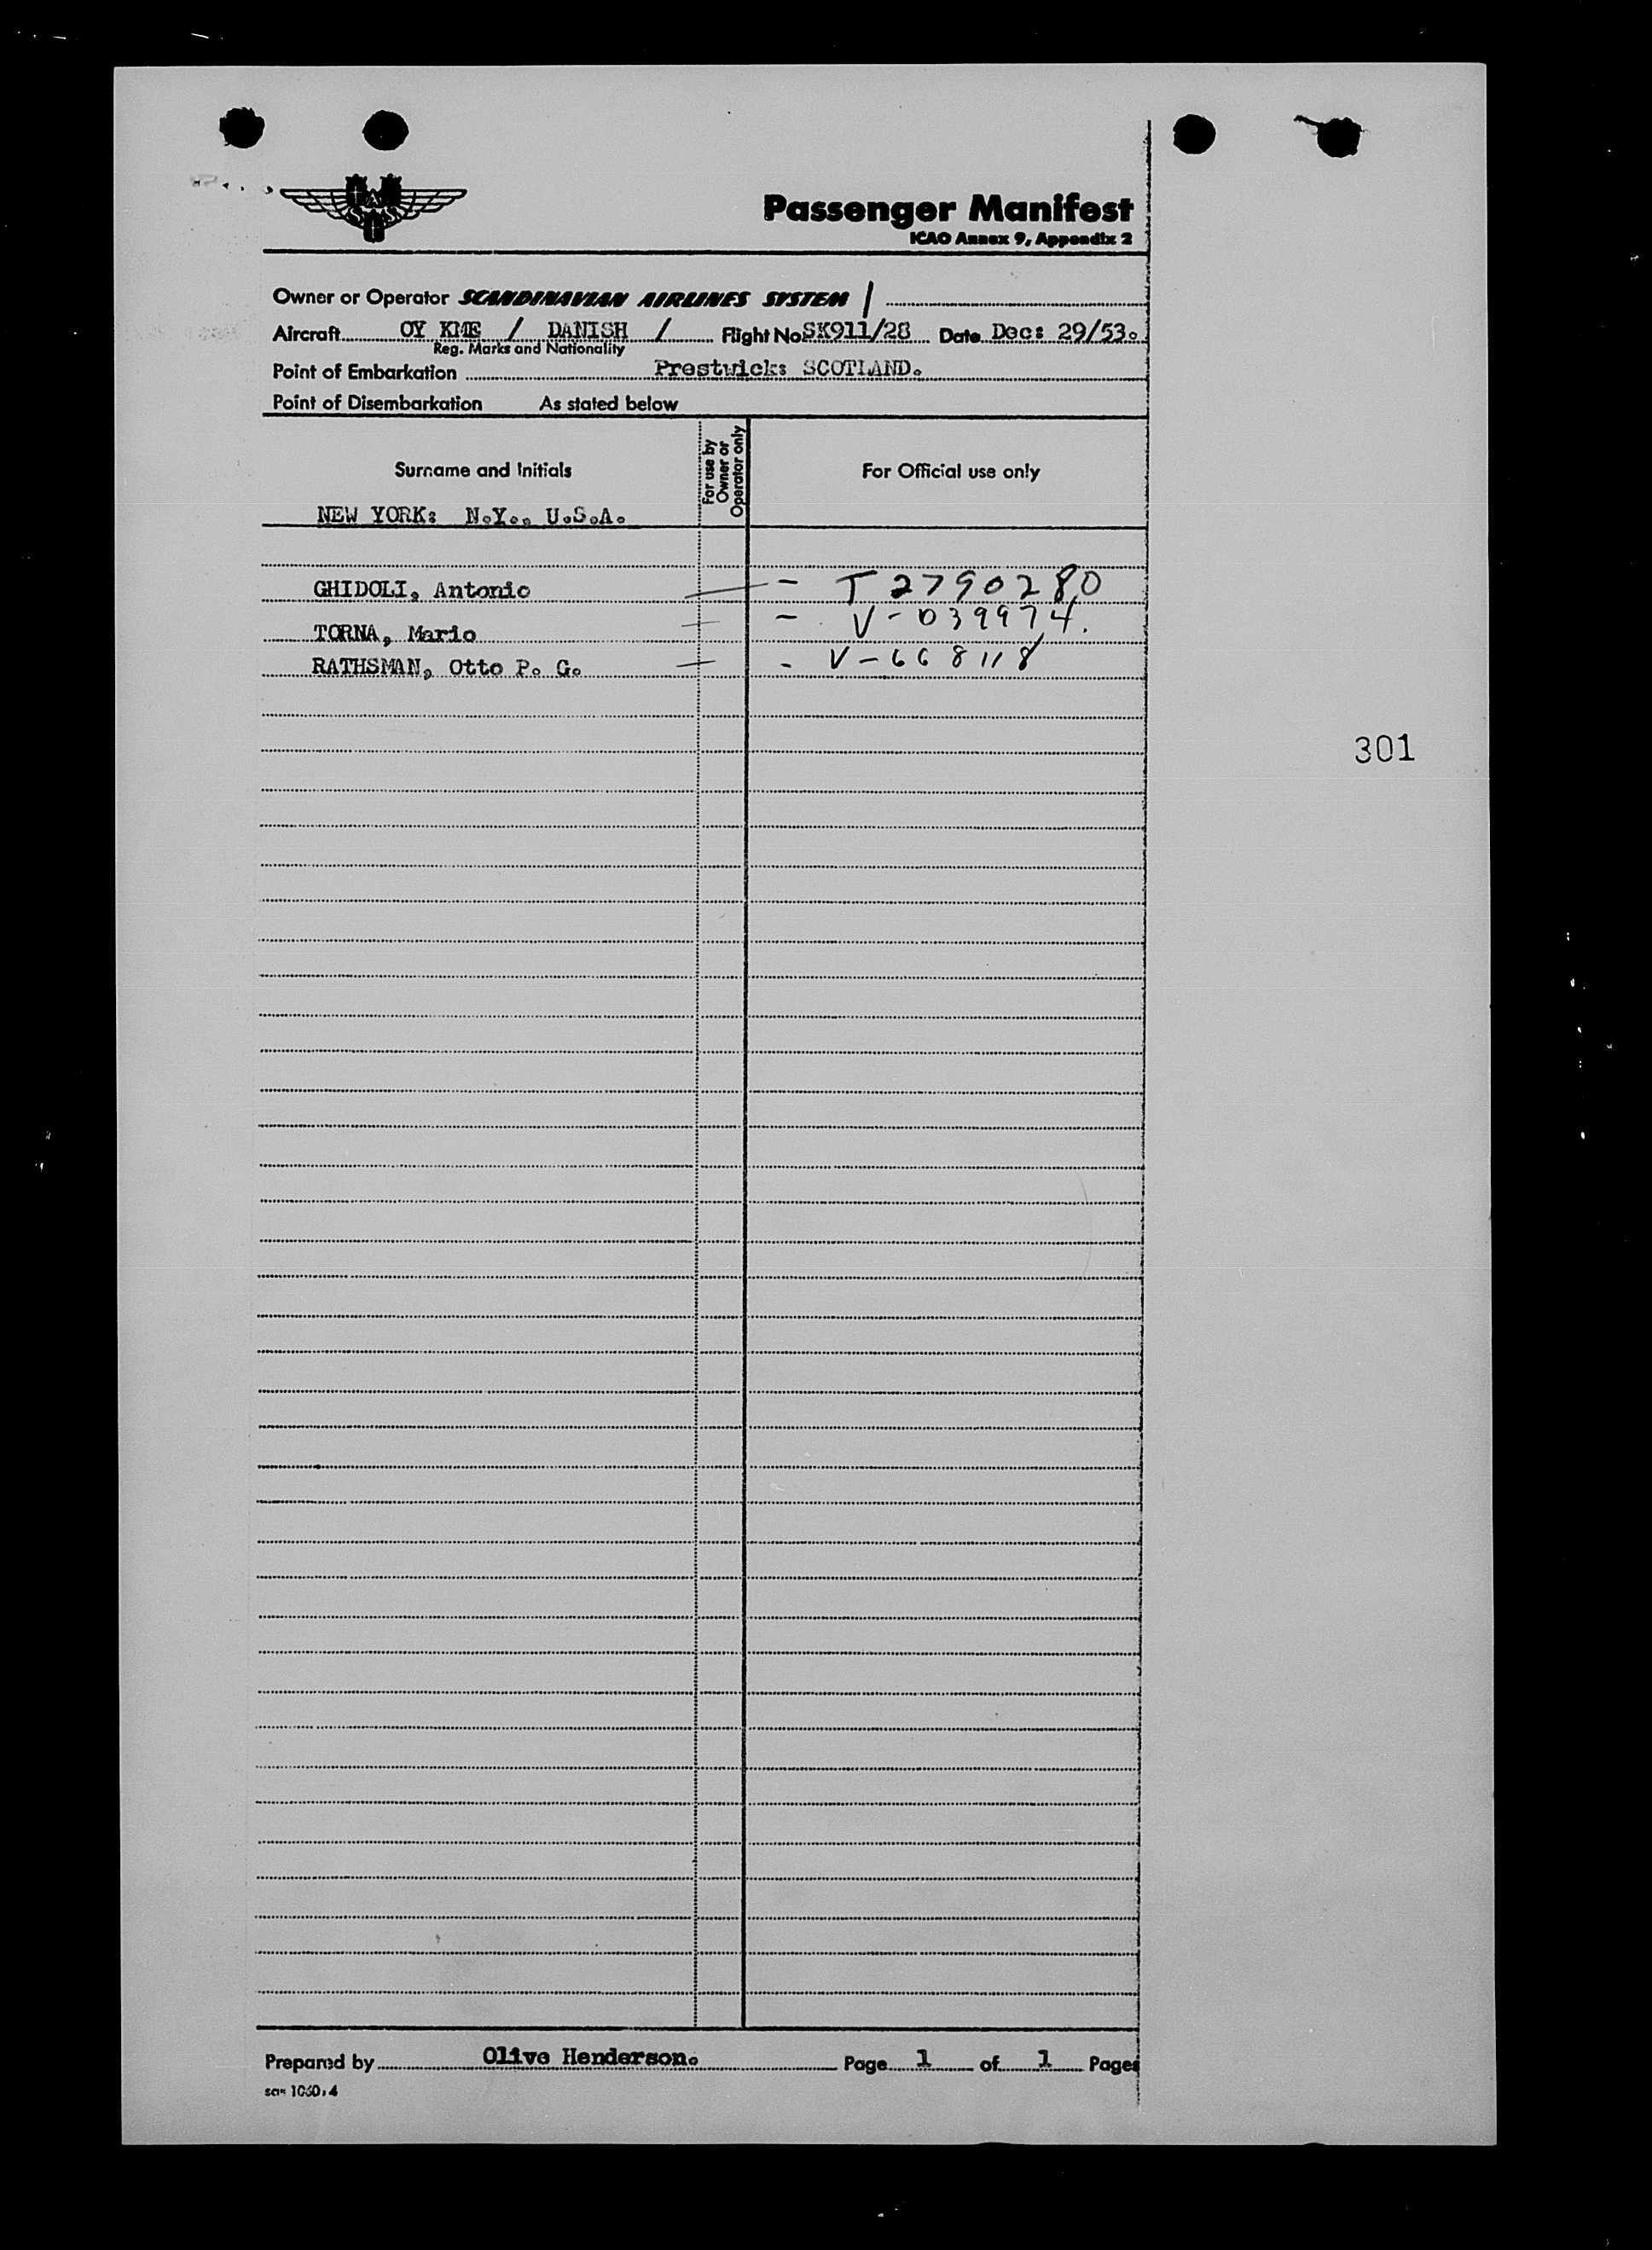 SAS
Passenger Manifest
ICAO Annex 9, Appendix 2
Owner or Operator SCANDINAVIAN AIRLINES SYSTEM /
Aircraft OY KME / DANISH / Flight No SK911/28 Date Dec: 29/53.
Reg. Marks and Nationality
Point of Embarkation Prestwick: SCOTLAND.
Point of Disembarkation As stated below
Surname and Initials
For use by Owner or Operator only
For Official use only
NEW YORK: N.Y., U.S.A.
GHIDOLI, Antonio — – T 2790280
TORNA, Mario — – V-039974.
RATHSMAN, Otto P. G. — - V-668118
301
Prepared by Olive Henderson. Page 1 of 1 Pages